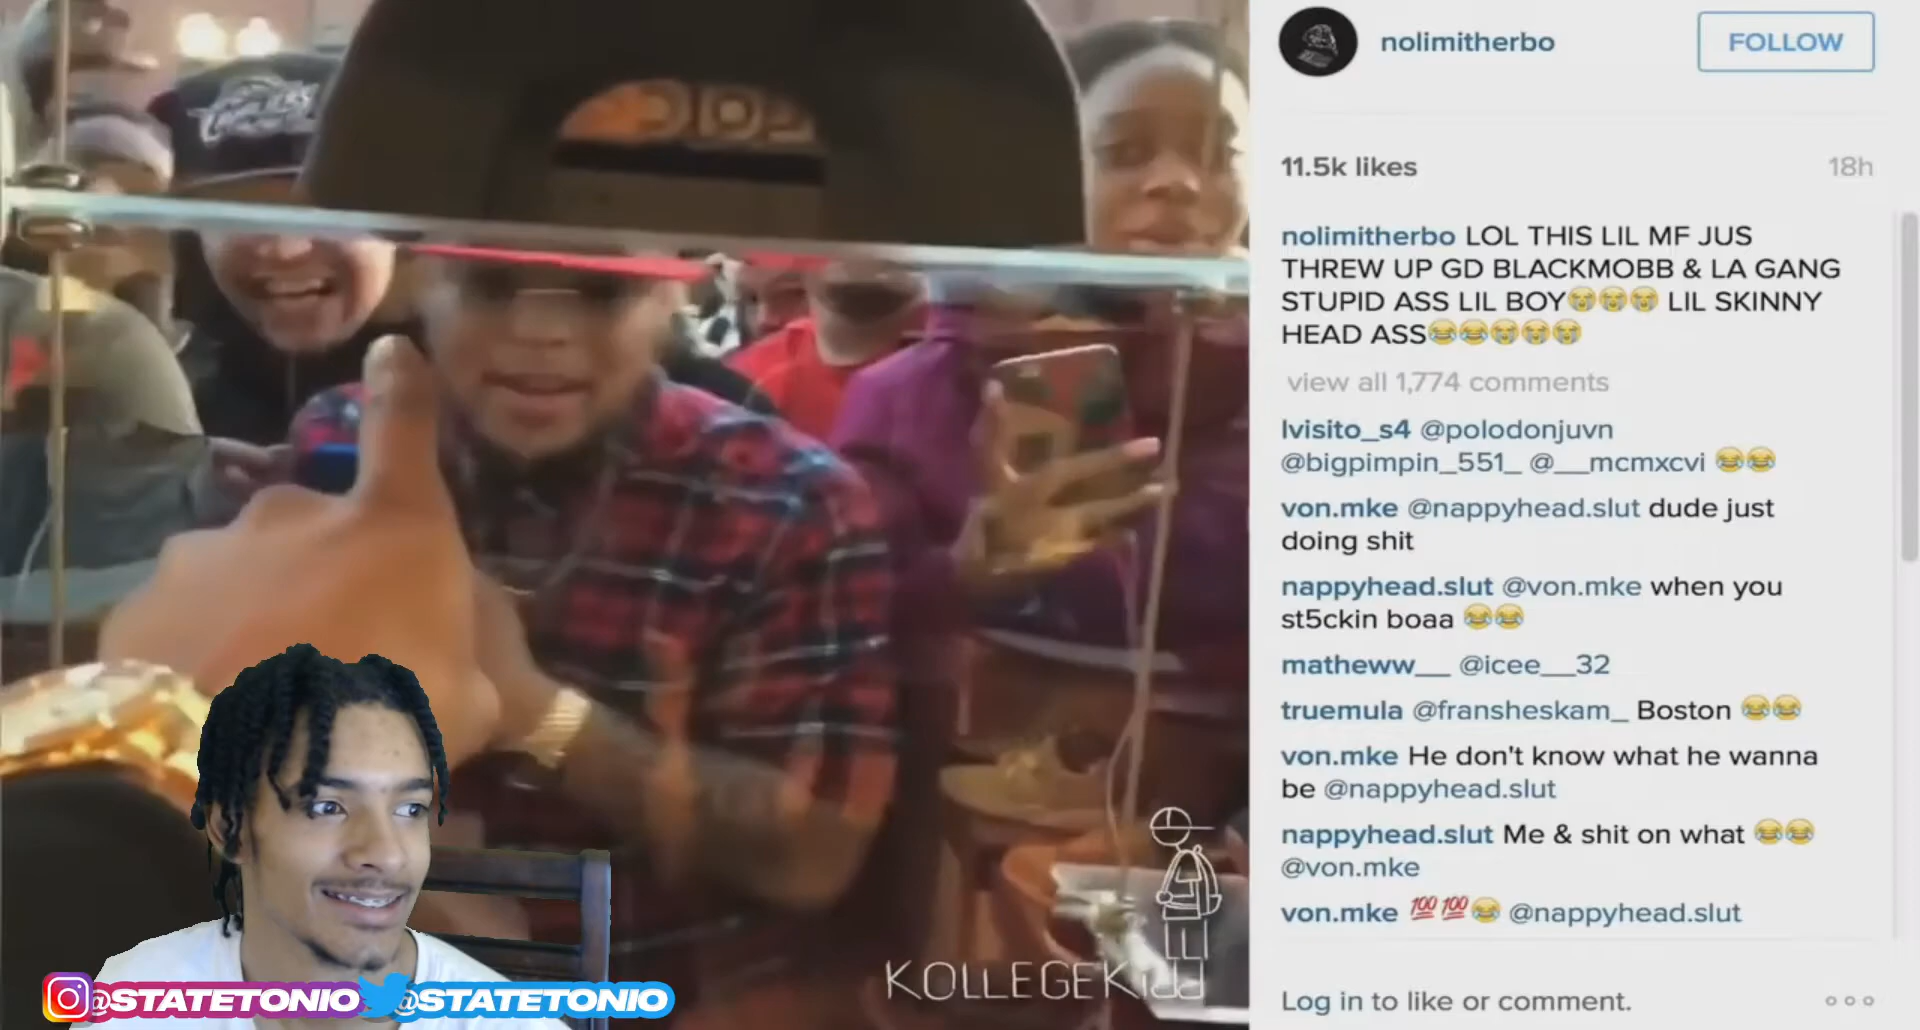 nolimitherbo
FOLLOW
11.5k likes
18h
nolimitherbo LOL THIS LIL MF JUS
THREW UP GD BLACKMOBB & LA GANG
STUPID ASS LIL BOY😭😭😭 LIL SKINNY
HEAD ASS😂😂😭😭😭
view all 1,774 comments
lvisito_s4 @polodonjuvn
@bigpimpin_551_ @__mcmxcvi 😂😂
von.mke @nappyhead.slut dude just
doing shit
nappyhead.slut @von.mke when you
st5ckin boaa 😂😂
matheww__ @icee__32
truemula @fransheskam_ Boston 😂😂
von.mke He don't know what he wanna
be @nappyhead.slut
nappyhead.slut Me & shit on what 😂😂
@von.mke
von.mke 💯💯😂 @nappyhead.slut
Log in to like or comment.
KOLLEGEKidd
@STATETONIO
@STATETONIO